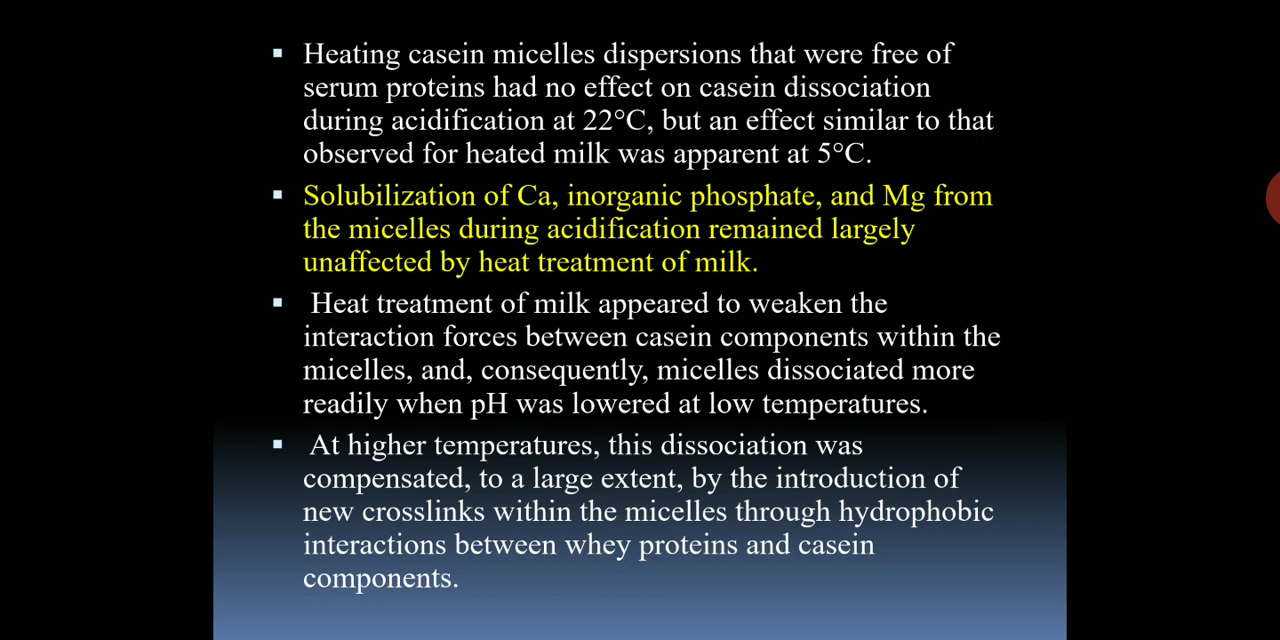 ▪ Heating casein micelles dispersions that were free of
serum proteins had no effect on casein dissociation
during acidification at 22°C, but an effect similar to that
observed for heated milk was apparent at 5°C.
▪ Solubilization of Ca, inorganic phosphate, and Mg from
the micelles during acidification remained largely
unaffected by heat treatment of milk.
▪ Heat treatment of milk appeared to weaken the
interaction forces between casein components within the
micelles, and, consequently, micelles dissociated more
readily when pH was lowered at low temperatures.
▪ At higher temperatures, this dissociation was
compensated, to a large extent, by the introduction of
new crosslinks within the micelles through hydrophobic
interactions between whey proteins and casein
components.